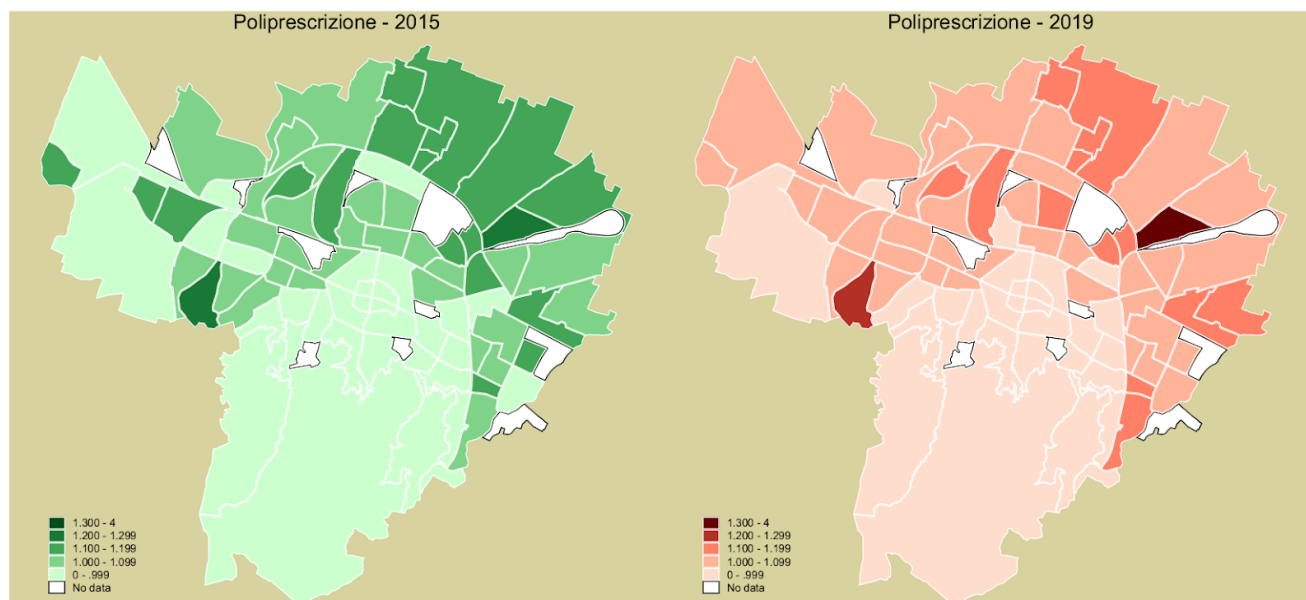 Poliprescrizione - 2015
1.300 - 4
1.200 - 1.299
1.100 - 1.199
1.000 - 1.099
0 - .999
No data
Poliprescrizione - 2019
1.300 - 4
1.200 - 1.299
1.100 - 1.199
1.000 - 1.099
0 - .999
No data